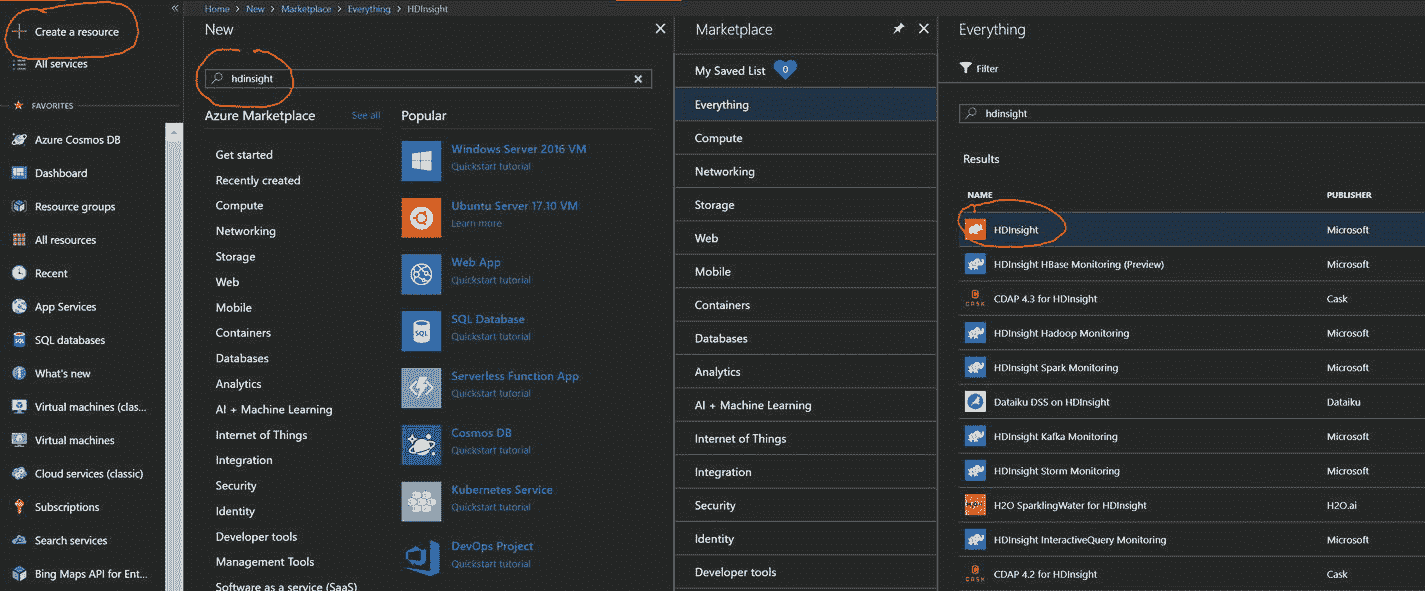 Create a resource
All services
FAVORITES
Azure Cosmos DB
Dashboard
Resource groups
All resources
Recent
App Services
SQL databases
What's new
Virtual machines (clas...
Virtual machines
Cloud services (classic)
Subscriptions
Search services
Bing Maps API for Ent...
Home > New > Marketplace > Everything > HDInsight
New
hdinsight
Azure Marketplace See all
Get started
Recently created
Compute
Networking
Storage
Web
Mobile
Containers
Databases
Analytics
AI + Machine Learning
Internet of Things
Integration
Security
Identity
Developer tools
Management Tools
Software as a service (SaaS)
Popular
Windows Server 2016 VM
Quickstart tutorial
Ubuntu Server 17.10 VM
Learn more
Web App
Quickstart tutorial
SQL Database
Quickstart tutorial
SQL
Serverless Function App
Quickstart tutorial
Cosmos DB
Quickstart tutorial
Kubernetes Service
Quickstart tutorial
DevOps Project
Quickstart tutorial
Marketplace
My Saved List 0
Everything
Compute
Networking
Storage
Web
Mobile
Containers
Databases
Analytics
AI + Machine Learning
Internet of Things
Integration
Security
Identity
Developer tools
Everything
Filter
hdinsight
Results
NAME PUBLISHER
HDInsight Microsoft
HDInsight HBase Monitoring (Preview) Microsoft
CASK CDAP 4.3 for HDInsight Cask
HDInsight Hadoop Monitoring Microsoft
HDInsight Spark Monitoring Microsoft
Dataiku DSS on HDInsight Dataiku
HDInsight Kafka Monitoring Microsoft
HDInsight Storm Monitoring Microsoft
H2O SparklingWater for HDInsight H2O.ai
HDInsight InteractiveQuery Monitoring Microsoft
CASK CDAP 4.2 for HDInsight Cask